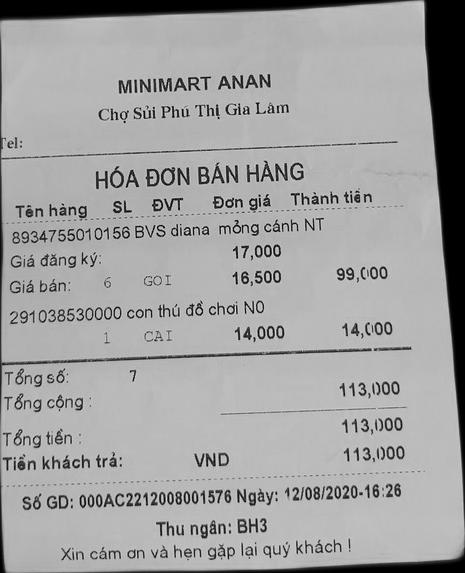 MINIMART ANAN
Chợ Sủi Phú Thị Gia Lâm
Tel:
HÓA ĐƠN BÁN HÀNG
Tên hàng SL ĐVT Đơn giá Thành tiền
8934755010156 BVS diana mỏng cánh NT
Giá đăng ký: 17,000
Giá bán: 6 GOI 16,500 99,000
291038530000 con thú đồ chơi N0
1 CAI 14,000 14,000
Tổng số: 7
Tổng cộng : 113,000
Tổng tiền : 113,000
Tiền khách trả: VND 113,000
Số GD: 000AC2212008001576 Ngày: 12/08/2020-16:26
Thu ngân: BH3
Xin cám ơn và hẹn gặp lại quý khách !